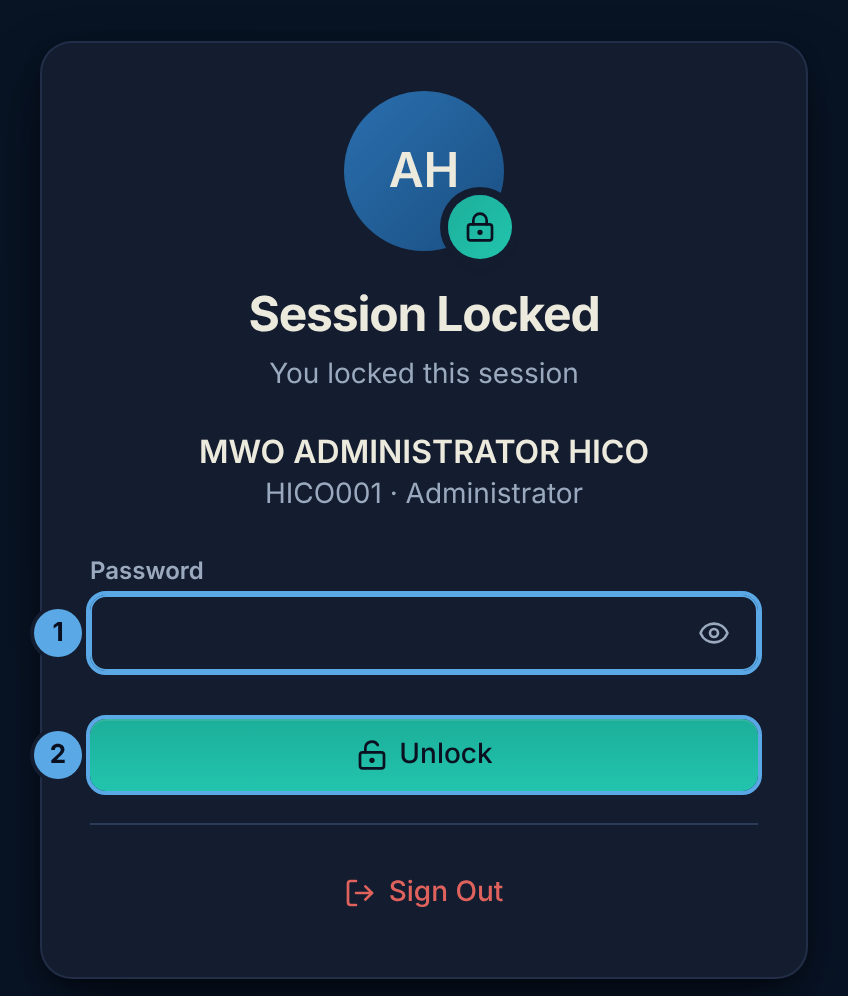 AH
Session Locked
You locked this session
MWO ADMINISTRATOR HICO
HICO001 · Administrator
Password
1
2 Unlock
Sign Out